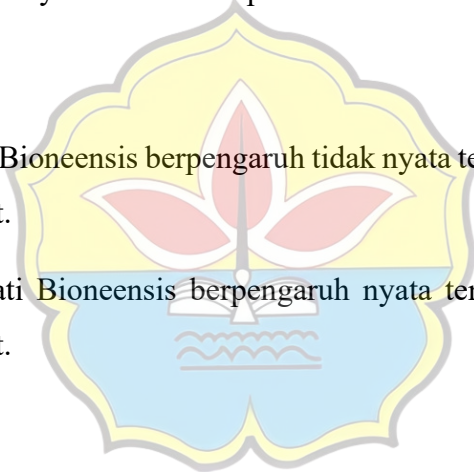 Bioneensis berpengaruh tidak nyata te
t.
ati Bioneensis berpengaruh nyata ter
t.